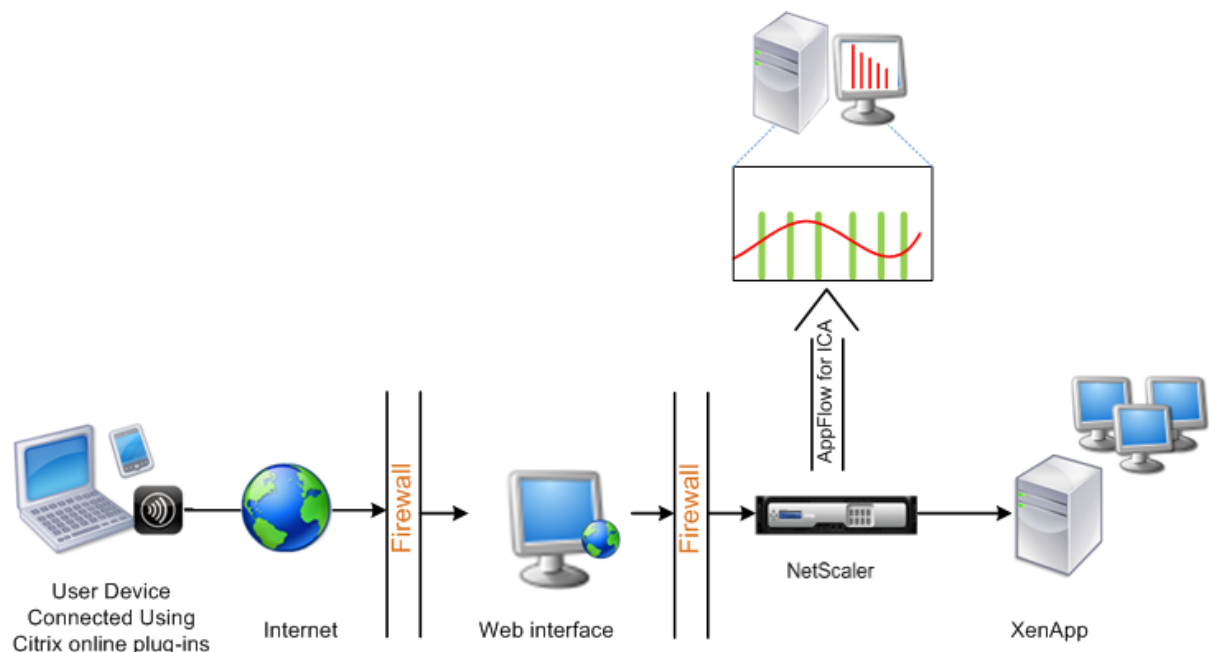 AppFlow for ICA
Firewall
Firewall
NetScaler
User Device
Connected Using
Citrix online plug-ins
Internet
Web interface
XenApp